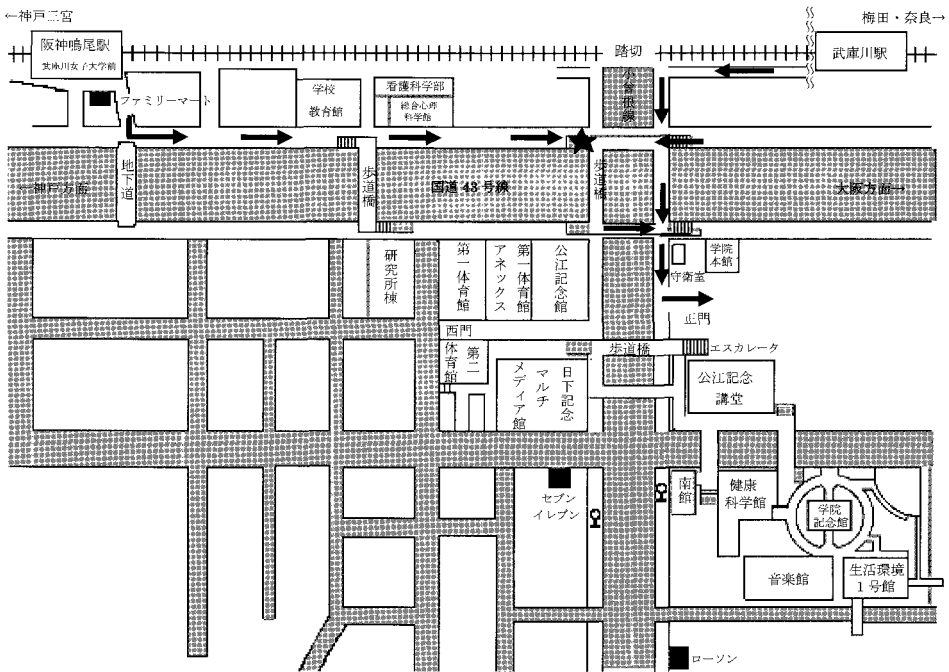 ←神戸三宮
梅田・奈良→
阪神鳴尾駅
武庫川女子大学前
踏切
武庫川駅
ファミリーマート
学校
教育館
看護科学部
総合心理
科学館
小曽根線
地下道
歩道橋
歩道橋
←神戸方面
国道43号線
大阪方面→
研究所棟
第一体育館
第一体育館
アネックス
公江記念館
学院
本館
守衛室
正門
西門
第二
体育館
歩道橋
エスカレータ
日下記念
マルチ
メディア館
公江記念
講堂
セブン
イレブン
南館
健康
科学館
学院
記念館
音楽館
生活環境
1号館
ローソン